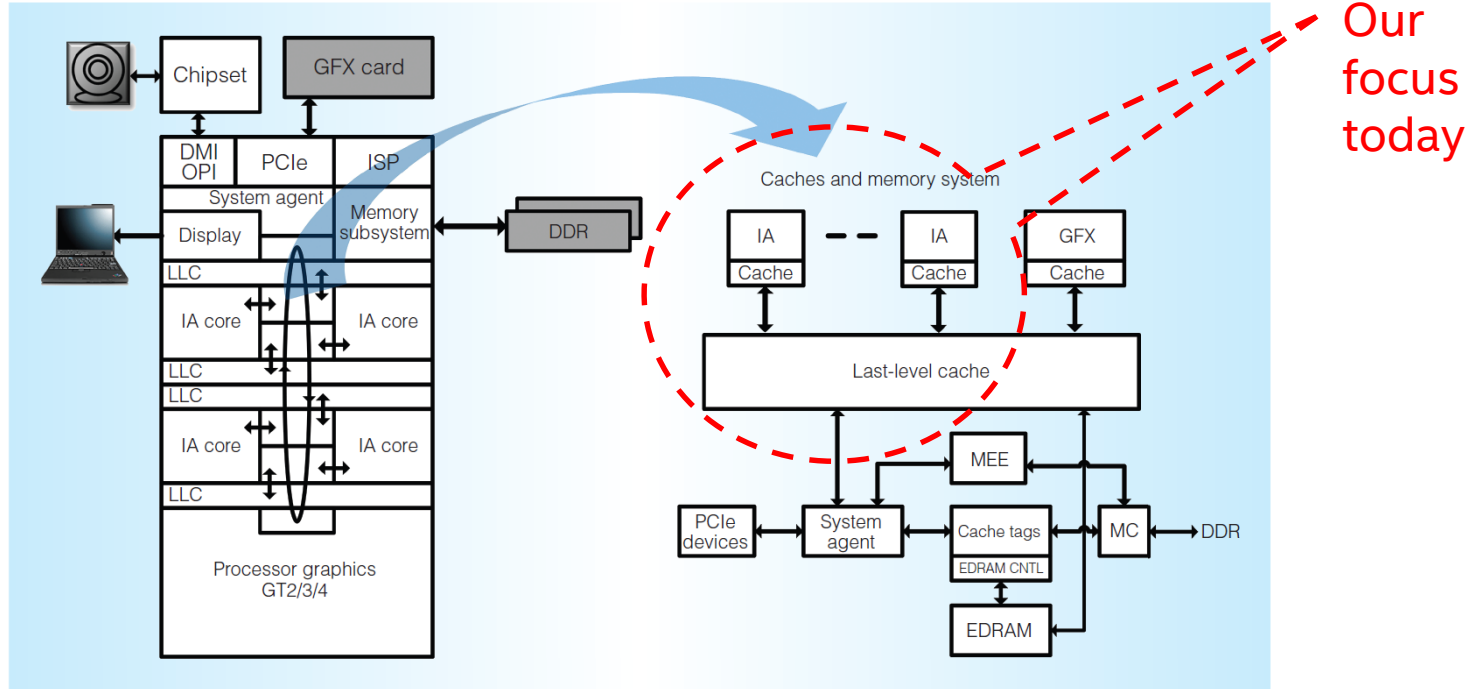 Our
focus
today
Chipset
GFX card
DMI
OPI
PCIe
ISP
System agent
Memory
subsystem
Display
DDR
LLC
IA core
IA core
LLC
LLC
IA core
IA core
LLC
Processor graphics
GT2/3/4
Caches and memory system
IA
Cache
IA
Cache
GFX
Cache
Last-level cache
MEE
PCIe
devices
System
agent
Cache tags
EDRAM CNTL
MC
DDR
EDRAM